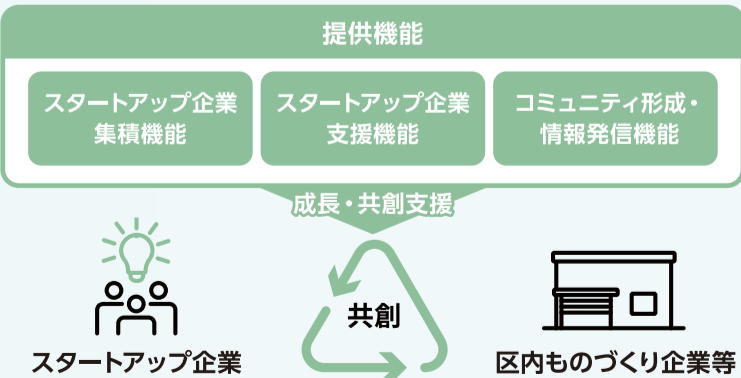 提供機能
スタートアップ企業
集積機能
スタートアップ企業
支援機能
コミュニティ形成・
情報発信機能
成長・共創支援
共創
スタートアップ企業
区内ものづくり企業等